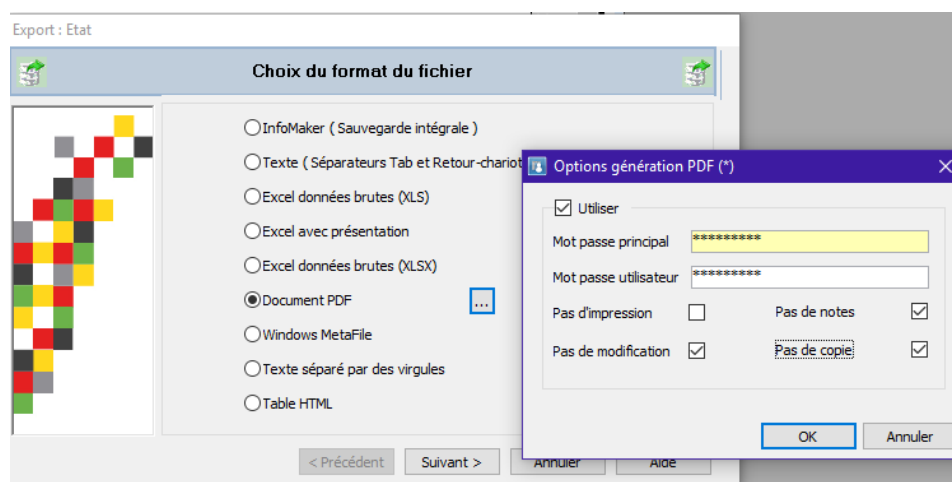 Export : Etat
Choix du format du fichier
InfoMaker ( Sauvegarde intégrale )
Texte ( Séparateurs Tab et Retour-chariot
Excel données brutes (XLS)
Excel avec présentation
Excel données brutes (XLSX)
Document PDF ...
Windows MetaFile
Texte séparé par des virgules
Table HTML
< Précédent Suivant > Annuler Aide
Options génération PDF (*)
Utiliser
Mot passe principal *********
Mot passe utilisateur *********
Pas d'impression Pas de notes
Pas de modification Pas de copie
OK Annuler